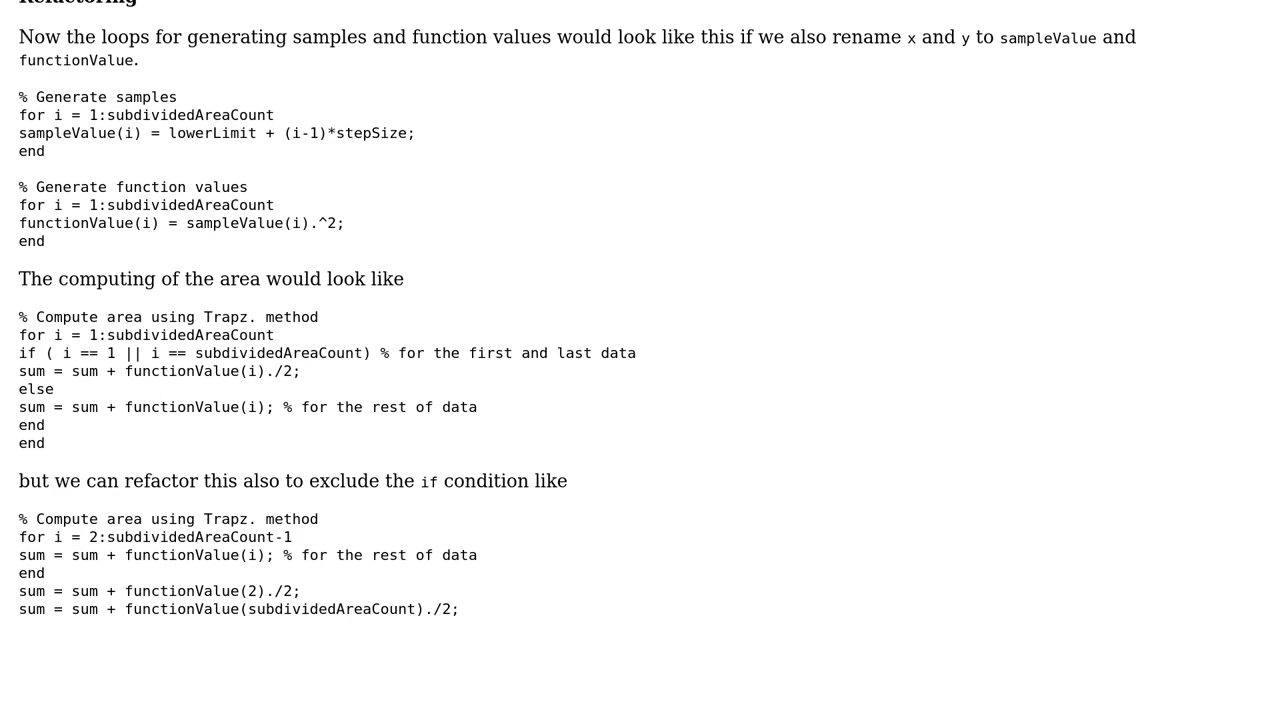 Refactoring
Now the loops for generating samples and function values would look like this if we also rename x and y to sampleValue and
functionValue.
% Generate samples
for i = 1:subdividedAreaCount
sampleValue(i) = lowerLimit + (i-1)*stepSize;
end
% Generate function values
for i = 1:subdividedAreaCount
functionValue(i) = sampleValue(i).^2;
end
The computing of the area would look like
% Compute area using Trapz. method
for i = 1:subdividedAreaCount
if ( i == 1 || i == subdividedAreaCount) % for the first and last data
sum = sum + functionValue(i)./2;
else
sum = sum + functionValue(i); % for the rest of data
end
end
but we can refactor this also to exclude the if condition like
% Compute area using Trapz. method
for i = 2:subdividedAreaCount-1
sum = sum + functionValue(i); % for the rest of data
end
sum = sum + functionValue(2)./2;
sum = sum + functionValue(subdividedAreaCount)./2;